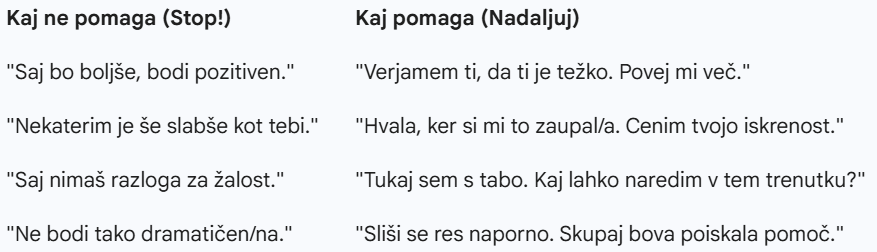 Kaj ne pomaga (Stop!) Kaj pomaga (Nadaljuj)
"Saj bo boljše, bodi pozitiven." "Verjamem ti, da ti je težko. Povej mi več."
"Nekaterim je še slabše kot tebi." "Hvala, ker si mi to zaupal/a. Cenim tvojo iskrenost."
"Saj nimaš razloga za žalost." "Tukaj sem s tabo. Kaj lahko naredim v tem trenutku?"
"Ne bodi tako dramatičen/na." "Sliši se res naporno. Skupaj bova poiskala pomoč."